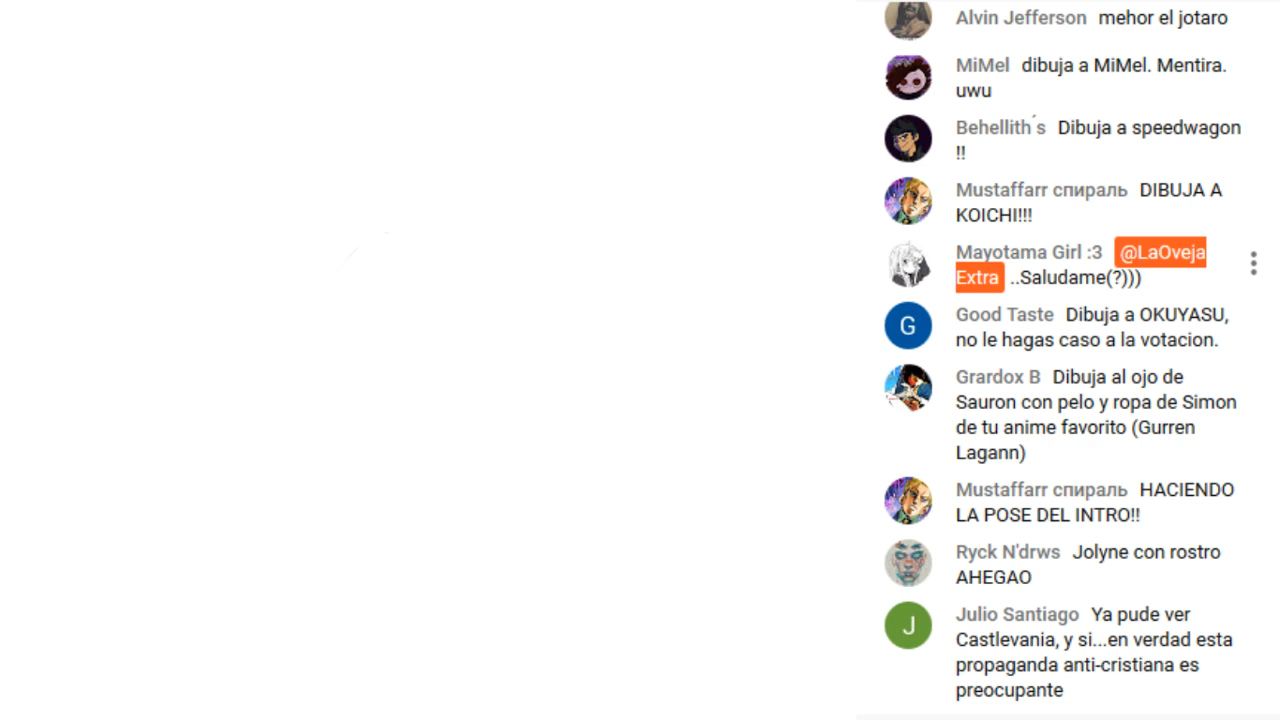 Alvin Jefferson mehor el jotaro
MiMel dibuja a MiMel. Mentira.
uwu
Behellith ́s Dibuja a speedwagon
!!
Mustaffarr спираль DIBUJA A
KOICHI!!!
Mayotama Girl :3 @LaOveja
Extra ..Saludame(?)))
G
Good Taste Dibuja a OKUYASU,
no le hagas caso a la votacion.
Grardox B Dibuja al ojo de
Sauron con pelo y ropa de Simon
de tu anime favorito (Gurren
Lagann)
Mustaffarr спираль HACIENDO
LA POSE DEL INTRO!!
Ryck N'drws Jolyne con rostro
AHEGAO
J
Julio Santiago Ya pude ver
Castlevania, y si...en verdad esta
propaganda anti-cristiana es
preocupante